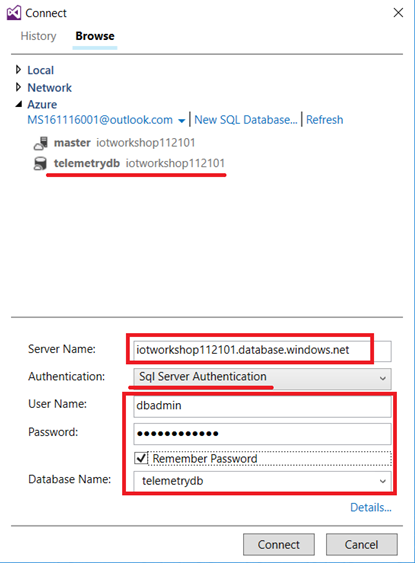 Connect
History Browse
Local
Network
Azure
MS161116001@outlook.com New SQL Database... Refresh
master iotworkshop112101
telemetrydb iotworkshop112101
Server Name: iotworkshop112101.database.windows.net
Authentication: Sql Server Authentication
User Name: dbadmin
Password: ●●●●●●●●●●●●
Remember Password
Database Name: telemetrydb
Details...
Connect Cancel